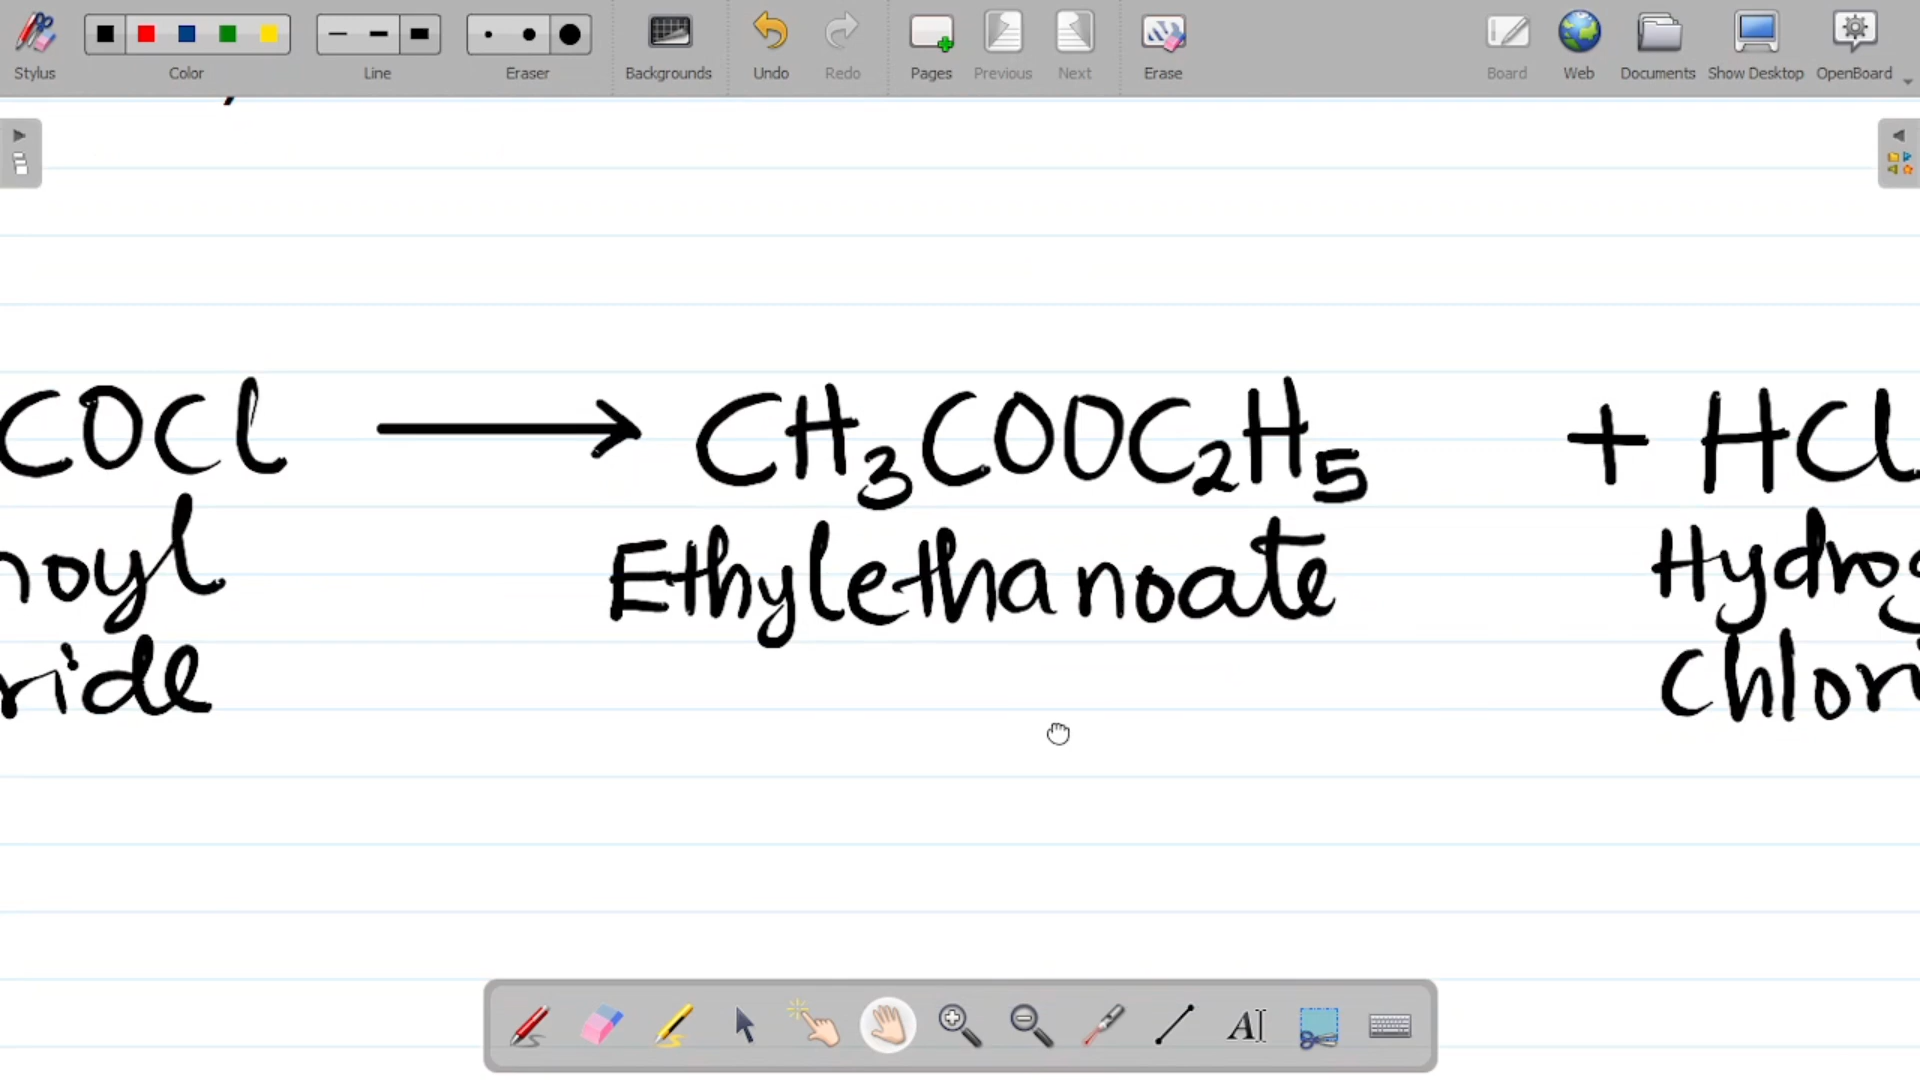 Stylus Color Line Eraser Backgrounds Undo Redo Pages Previous Next Erase Board Web Documents Show Desktop OpenBoard
COCl → CH₃COOC₂H₅ + HCl
noyl Ethylethanoate Hydrog
ride Chlori